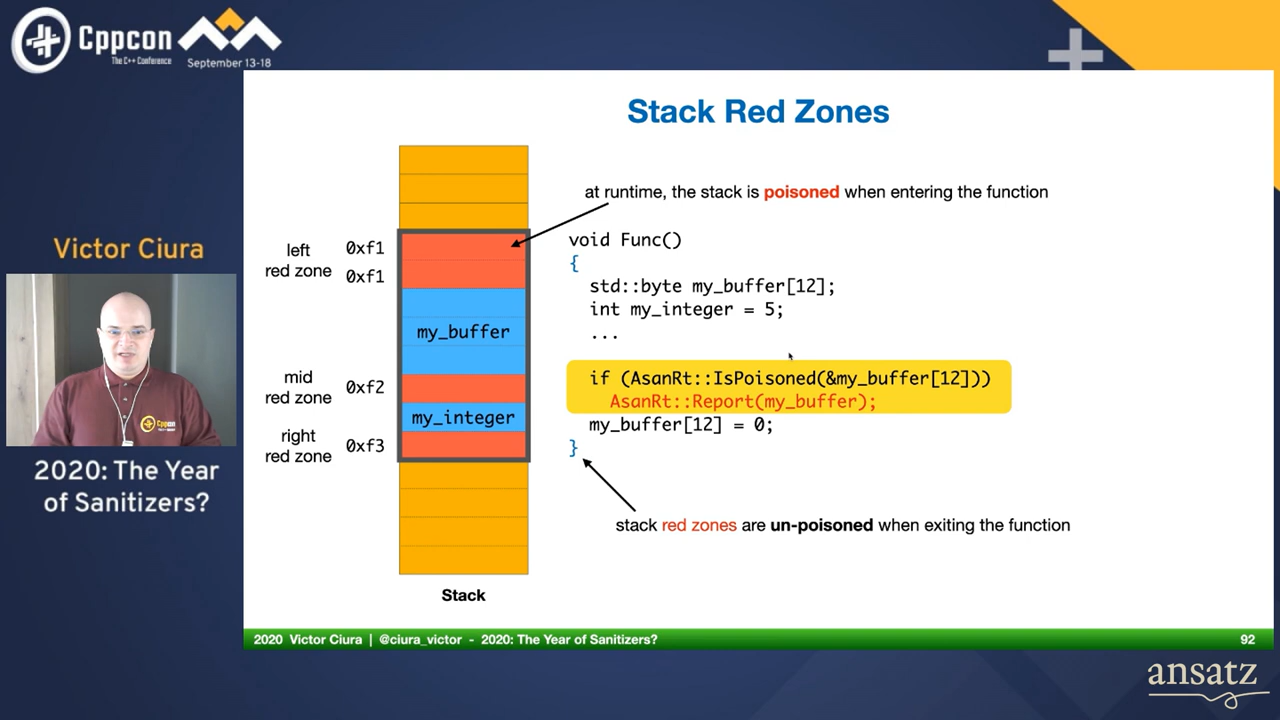 Cppcon
The C++ Conference
September 13-18
Victor Ciura
2020: The Year
of Sanitizers?
Stack Red Zones
at runtime, the stack is poisoned when entering the function
left
red zone
0xf1
0xf1
my_buffer
mid
red zone
0xf2
my_integer
right
red zone
0xf3
Stack
void Func()
{
std::byte my_buffer[12];
int my_integer = 5;
...
if (AsanRt::IsPoisoned(&my_buffer[12]))
AsanRt::Report(my_buffer);
my_buffer[12] = 0;
}
stack red zones are un-poisoned when exiting the function
2020 Victor Ciura | @ciura_victor - 2020: The Year of Sanitizers?
92
ansatz